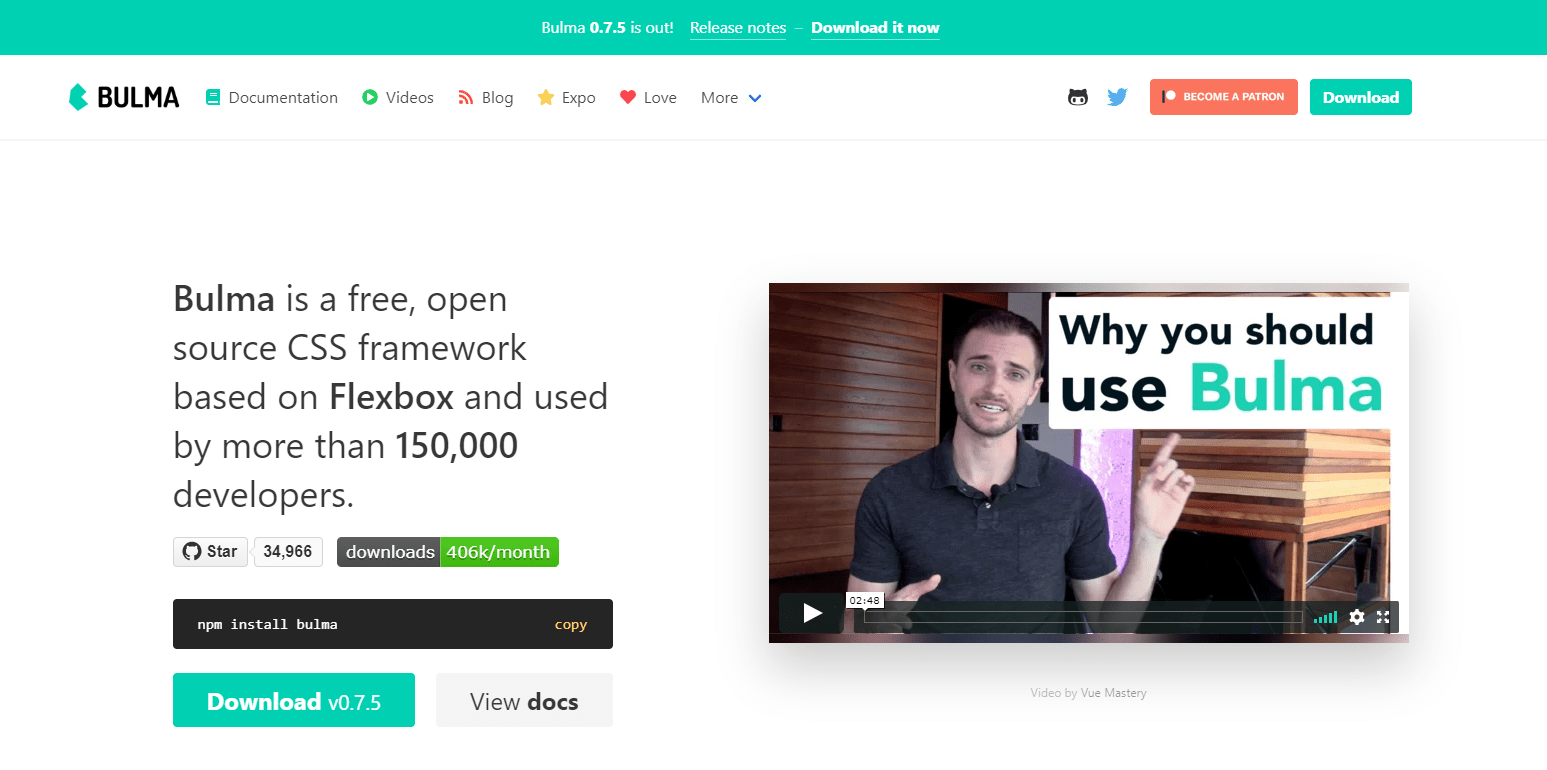 Bulma 0.7.5 is out! Release notes – Download it now
BULMA Documentation Videos Blog Expo Love More BECOME A PATRON Download
Bulma is a free, open
source CSS framework
based on Flexbox and used
by more than 150,000
developers.
Star 34,966 downloads 406k/month
npm install bulma copy
Download v0.7.5 View docs
Why you should
use Bulma
02:48
Video by Vue Mastery